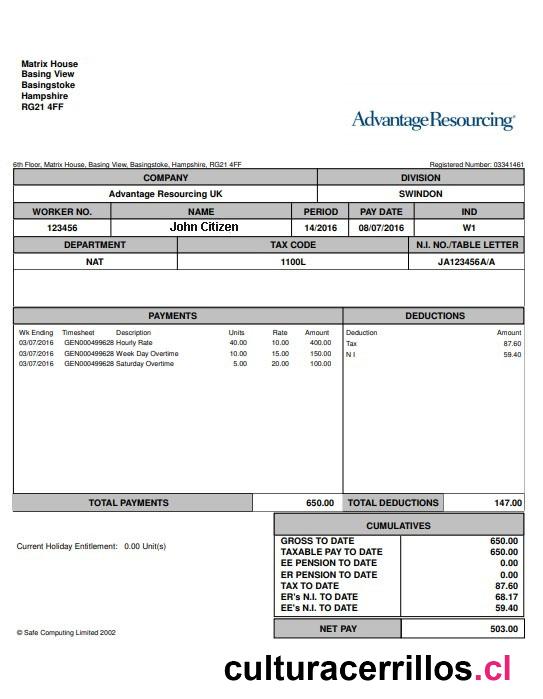 Matrix House
Basing View
Basingstoke
Hampshire
RG21 4FF
Advantage Resourcing
6th Floor, Matrix House, Basing View, Basingstoke, Hampshire, RG21 4FF Registered Number: 03341461
COMPANY DIVISION
Advantage Resourcing UK SWINDON
WORKER NO. NAME PERIOD PAY DATE IND
123456 John Citizen 14/2016 08/07/2016 W1
DEPARTMENT TAX CODE N.I. NO./TABLE LETTER
NAT 1100L JA123456A/A
PAYMENTS DEDUCTIONS
Wk Ending Timesheet Description Units Rate Amount Deduction Amount
03/07/2016 GEN000499628 Hourly Rate 40.00 10.00 400.00 Tax 87.60
03/07/2016 GEN000499628 Week Day Overtime 10.00 15.00 150.00 N I 59.40
03/07/2016 GEN000499628 Saturday Overtime 5.00 20.00 100.00
TOTAL PAYMENTS 650.00 TOTAL DEDUCTIONS 147.00
CUMULATIVES
Current Holiday Entitlement: 0.00 Unit(s)
GROSS TO DATE 650.00
TAXABLE PAY TO DATE 650.00
EE PENSION TO DATE 0.00
ER PENSION TO DATE 0.00
TAX TO DATE 87.60
ER's N.I. TO DATE 68.17
EE's N.I. TO DATE 59.40
NET PAY 503.00
© Safe Computing Limited 2002
culturacerrillos.cl